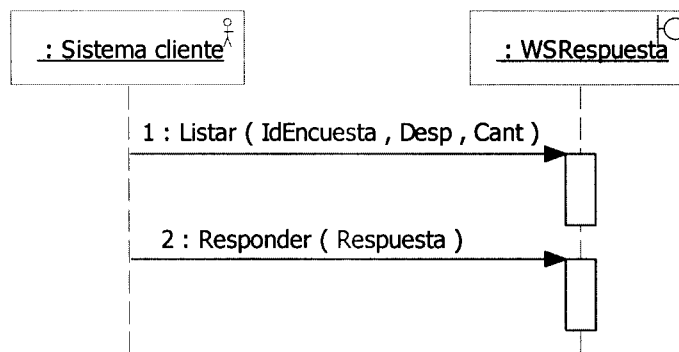 : Sistema cliente
: WSRespuesta
1 : Listar ( IdEncuesta , Desp , Cant )
2 : Responder ( Respuesta )